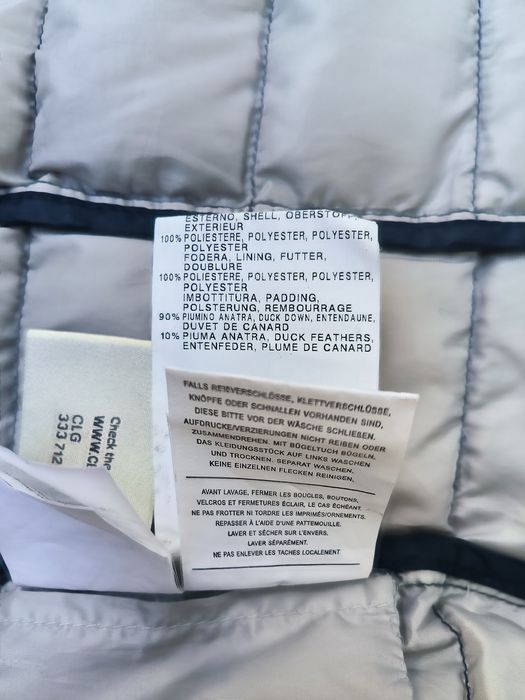 ESTERNO, SHELL, OBERSTOFF,
EXTERIEUR
100% POLIESTERE, POLYESTER, POLYESTER,
POLYESTER
FODERA, LINING, FUTTER,
DOUBLURE
100% POLIESTERE, POLYESTER, POLYESTER,
POLYESTER
IMBOTTITURA, PADDING,
POLSTERUNG, REMBOURRAGE
90% PIUMINO ANATRA, DUCK DOWN, ENTENDAUNE,
DUVET DE CANARD
10% PIUMA ANATRA, DUCK FEATHERS,
ENTENFEDER, PLUME DE CANARD
FALLS REIßVERSCHLÜSSE, KLETTVERSCHLÜSSE,
KNÖPFE ODER SCHNALLEN VORHANDEN SIND,
DIESE BITTE VOR DER WÄSCHE SCHLIEßEN.
AUFDRUCKE/VERZIERUNGEN NICHT REIBEN ODER
ZUSAMMENDREHEN. MIT BÜGELTUCH BÜGELN.
DAS KLEIDUNGSSTÜCK AUF LINKS WASCHEN
UND TROCKNEN. SEPARAT WASCHEN.
KEINE EINZELNEN FLECKEN REINIGEN.
AVANT LAVAGE, FERMER LES BOUCLES, BOUTONS,
VELCROS ET FERMETURES ÉCLAIR, LE CAS ÉCHÉANT.
NE PAS FROTTER NI TORDRE LES IMPRIMÉS/ORNEMENTS.
REPASSER À L'AIDE D'UNE PATTEMOUILLE.
LAVER ET SÉCHER SUR L'ENVERS.
LAVER SÉPARÉMENT.
NE PAS ENLEVER LES TACHES LOCALEMENT
Check the
WWW.C
CLG
333 712